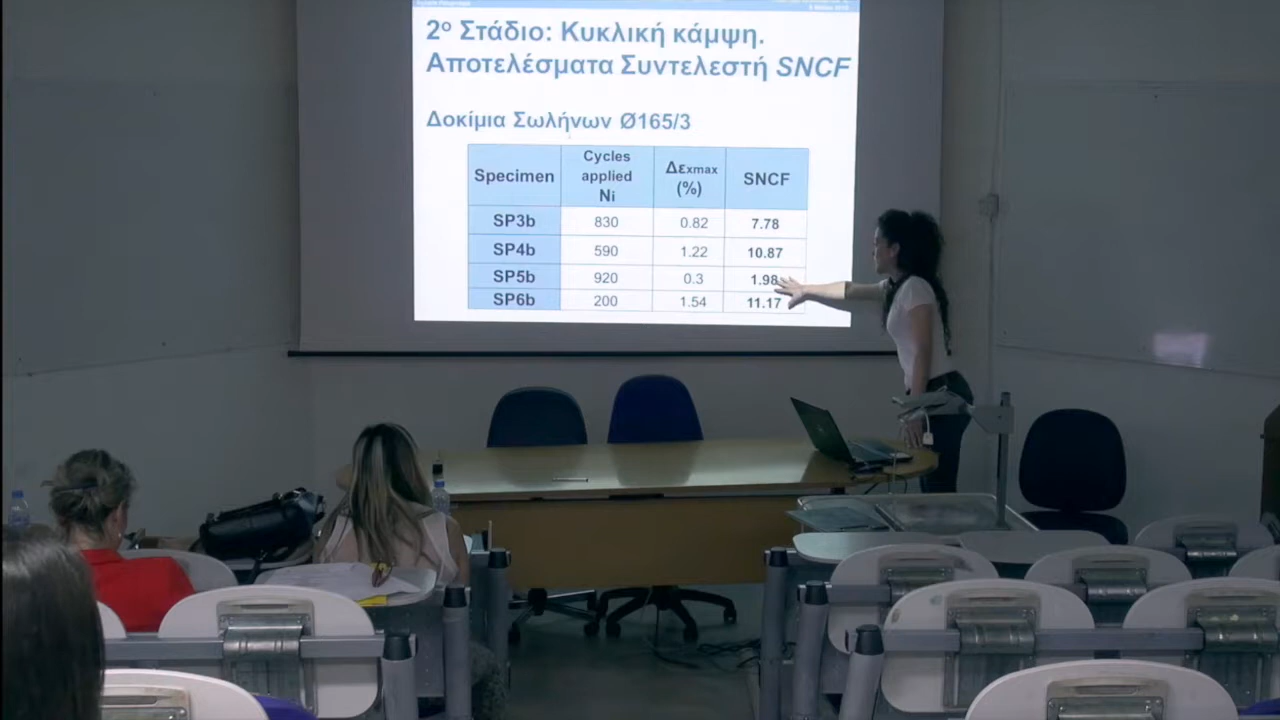 2ο Στάδιο: Κυκλική κάμψη.
Αποτελέσματα Συντελεστή SNCF
Δοκίμια Σωλήνων Ø165/3
Specimen Cycles applied Ni Δεxmax (%) SNCF
SP3b 830 0.82 7.78
SP4b 590 1.22 10.87
SP5b 920 0.3 1.98
SP6b 200 1.54 11.17